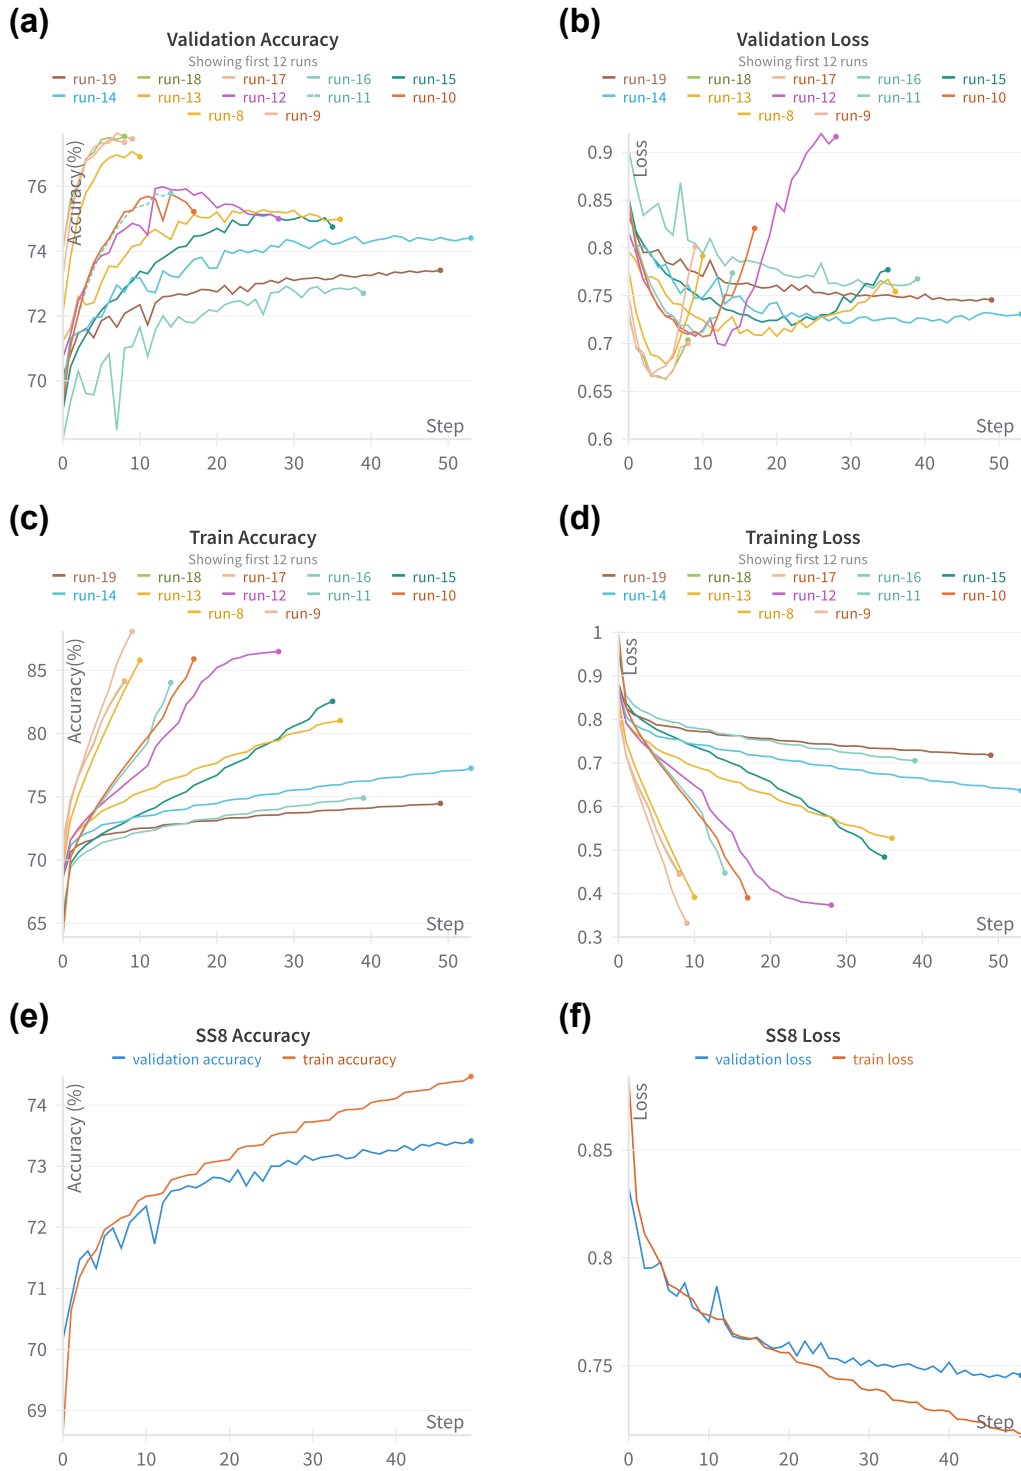 (a)
Validation Accuracy
Showing first 12 runs
run-19 run-18 run-17 run-16 run-15
run-14 run-13 run-12 run-11 run-10
run-8 run-9
Accuracy(%)
76
74
72
70
Step
0 10 20 30 40 50
(b)
Validation Loss
Showing first 12 runs
run-19 run-18 run-17 run-16 run-15
run-14 run-13 run-12 run-11 run-10
run-8 run-9
Loss
0.9
0.85
0.8
0.75
0.7
0.65
0.6
Step
0 10 20 30 40 50
(c)
Train Accuracy
Showing first 12 runs
run-19 run-18 run-17 run-16 run-15
run-14 run-13 run-12 run-11 run-10
run-8 run-9
Accuracy(%)
85
80
75
70
65
Step
0 10 20 30 40 50
(d)
Training Loss
Showing first 12 runs
run-19 run-18 run-17 run-16 run-15
run-14 run-13 run-12 run-11 run-10
run-8 run-9
Loss
1
0.9
0.8
0.7
0.6
0.5
0.4
0.3
Step
0 10 20 30 40 50
(e)
SS8 Accuracy
validation accuracy train accuracy
Accuracy (%)
74
73
72
71
70
69
Step
0 10 20 30 40
(f)
SS8 Loss
validation loss train loss
Loss
0.85
0.8
0.75
Step
0 10 20 30 40